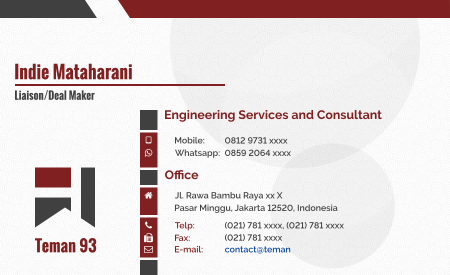 Indie Mataharani
Liaison/Deal Maker
Engineering Services and Consultant
Mobile: 0812 9731 xxxx
Whatsapp: 0859 2064 xxxx
Office
Jl. Rawa Bambu Raya xx X
Pasar Minggu, Jakarta 12520, Indonesia
Telp: (021) 781 xxxx, (021) 781 xxxx
Fax: (021) 781 xxxx
E-mail: contact@teman
Teman 93